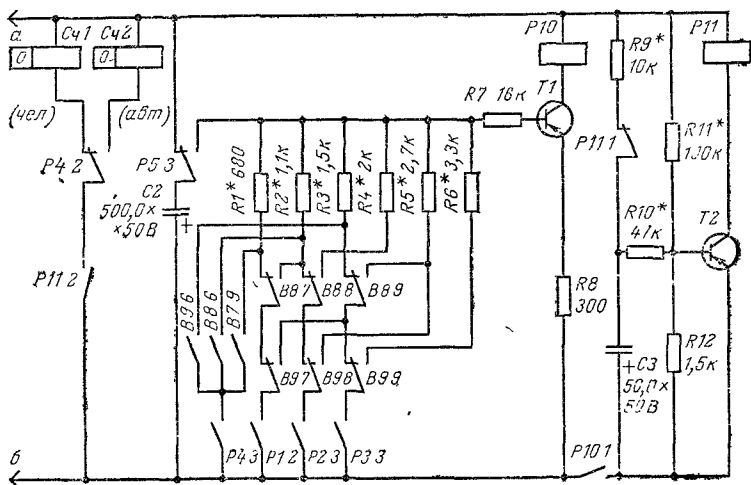 а Сч1 Сч2 Р10 Р11
0 0
R9*
10к
(чел) (авт)
R7 16к Т1
Р4 2 Р5 3
Р11 1 R11*
130к
С2
500,0×
×50В
+
R1* 680
R2* 1,1к
R3* 1,5к
R4* 2к
R5* 2,7к
R6* 3,3к
R10*
47к
Т2
Р11 2
В9 6
В8 6
В7 9
В8 7 В8 8 В8 9
R8
300
В9 7 В9 8 В9 9
+ С3
50,0×
50В
R12
1,5к
Р4 3 Р1 2 Р2 3 Р3 3
Р10 1
б